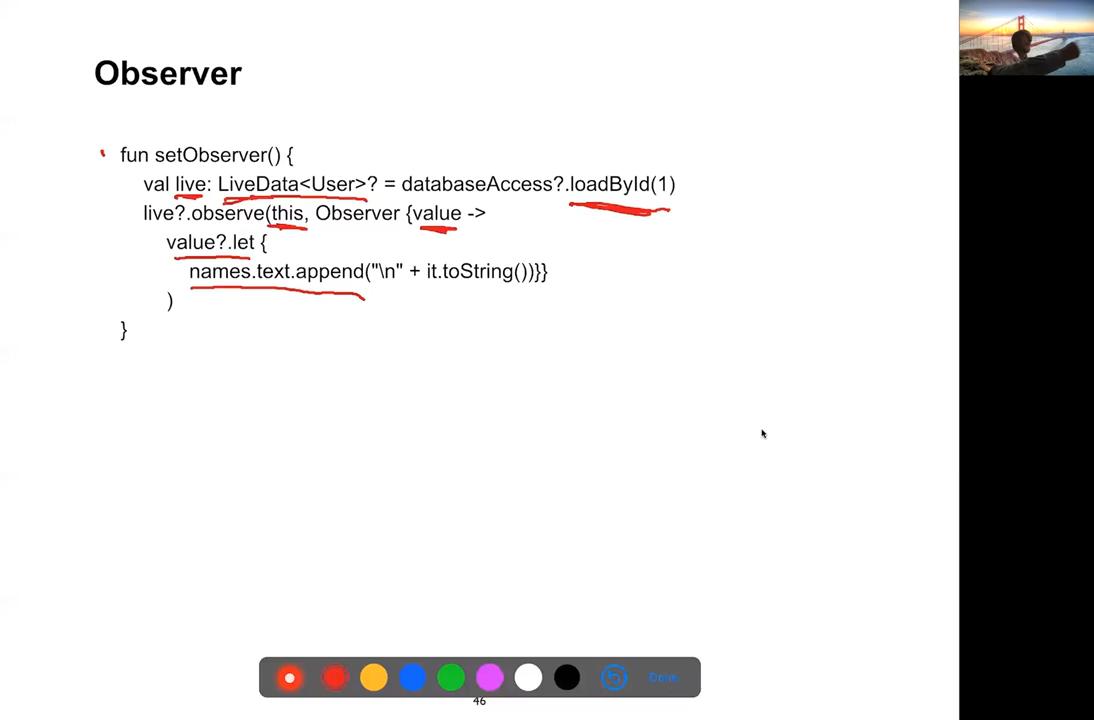 Observer
fun setObserver() {
val live: LiveData<User>? = databaseAccess?.loadById(1)
live?.observe(this, Observer {value ->
value?.let {
names.text.append("\n" + it.toString())}}
)
}
Done
46